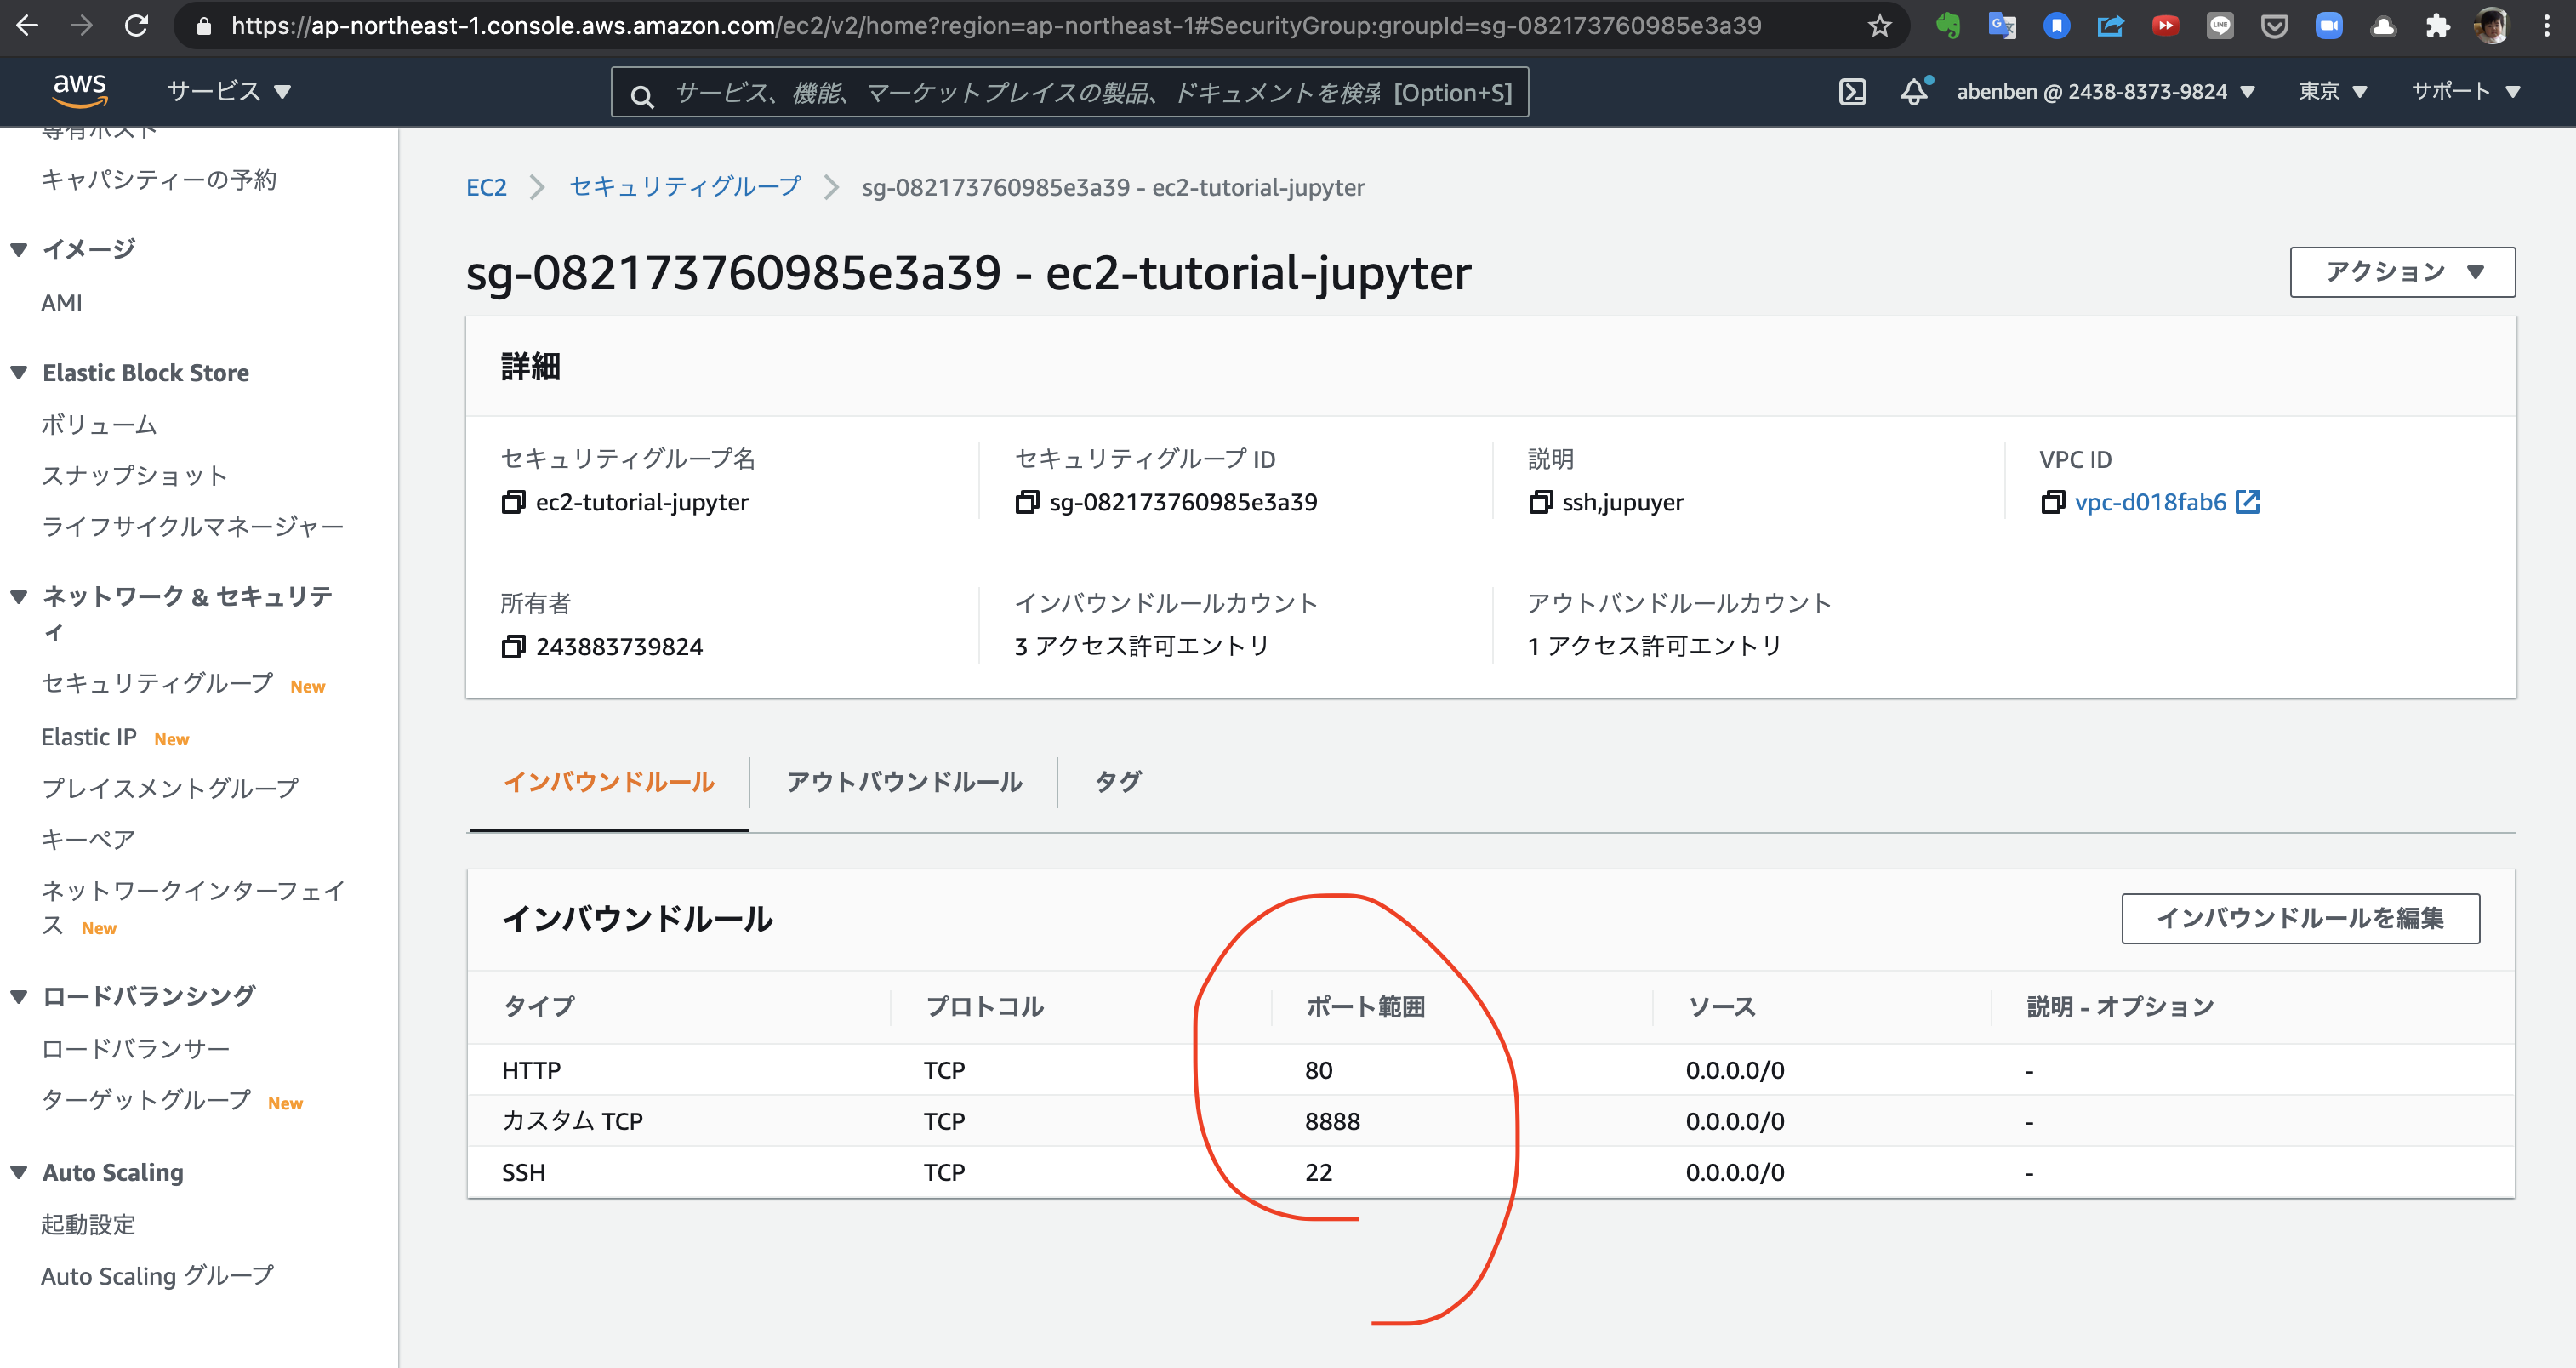 https://ap-northeast-1.console.aws.amazon.com/ec2/v2/home?region=ap-northeast-1#SecurityGroup:groupId=sg-082173760985e3a39
aws サービス サービス、機能、マーケットプレイスの製品、ドキュメントを検索 [Option+S] abenben @ 2438-8373-9824 東京 サポート
専有ホスト
キャパシティーの予約
イメージ
AMI
Elastic Block Store
ボリューム
スナップショット
ライフサイクルマネージャー
ネットワーク & セキュリテ
ィ
セキュリティグループ New
Elastic IP New
プレイスメントグループ
キーペア
ネットワークインターフェイ
ス New
ロードバランシング
ロードバランサー
ターゲットグループ New
Auto Scaling
起動設定
Auto Scaling グループ
EC2 セキュリティグループ sg-082173760985e3a39 - ec2-tutorial-jupyter
sg-082173760985e3a39 - ec2-tutorial-jupyter
アクション
詳細
セキュリティグループ名
ec2-tutorial-jupyter
セキュリティグループ ID
sg-082173760985e3a39
説明
ssh,jupuyer
VPC ID
vpc-d018fab6
所有者
243883739824
インバウンドルールカウント
3 アクセス許可エントリ
アウトバンドルールカウント
1 アクセス許可エントリ
インバウンドルール アウトバウンドルール タグ
インバウンドルール
インバウンドルールを編集
タイプ プロトコル ポート範囲 ソース 説明 - オプション
HTTP TCP 80 0.0.0.0/0 -
カスタム TCP TCP 8888 0.0.0.0/0 -
SSH TCP 22 0.0.0.0/0 -